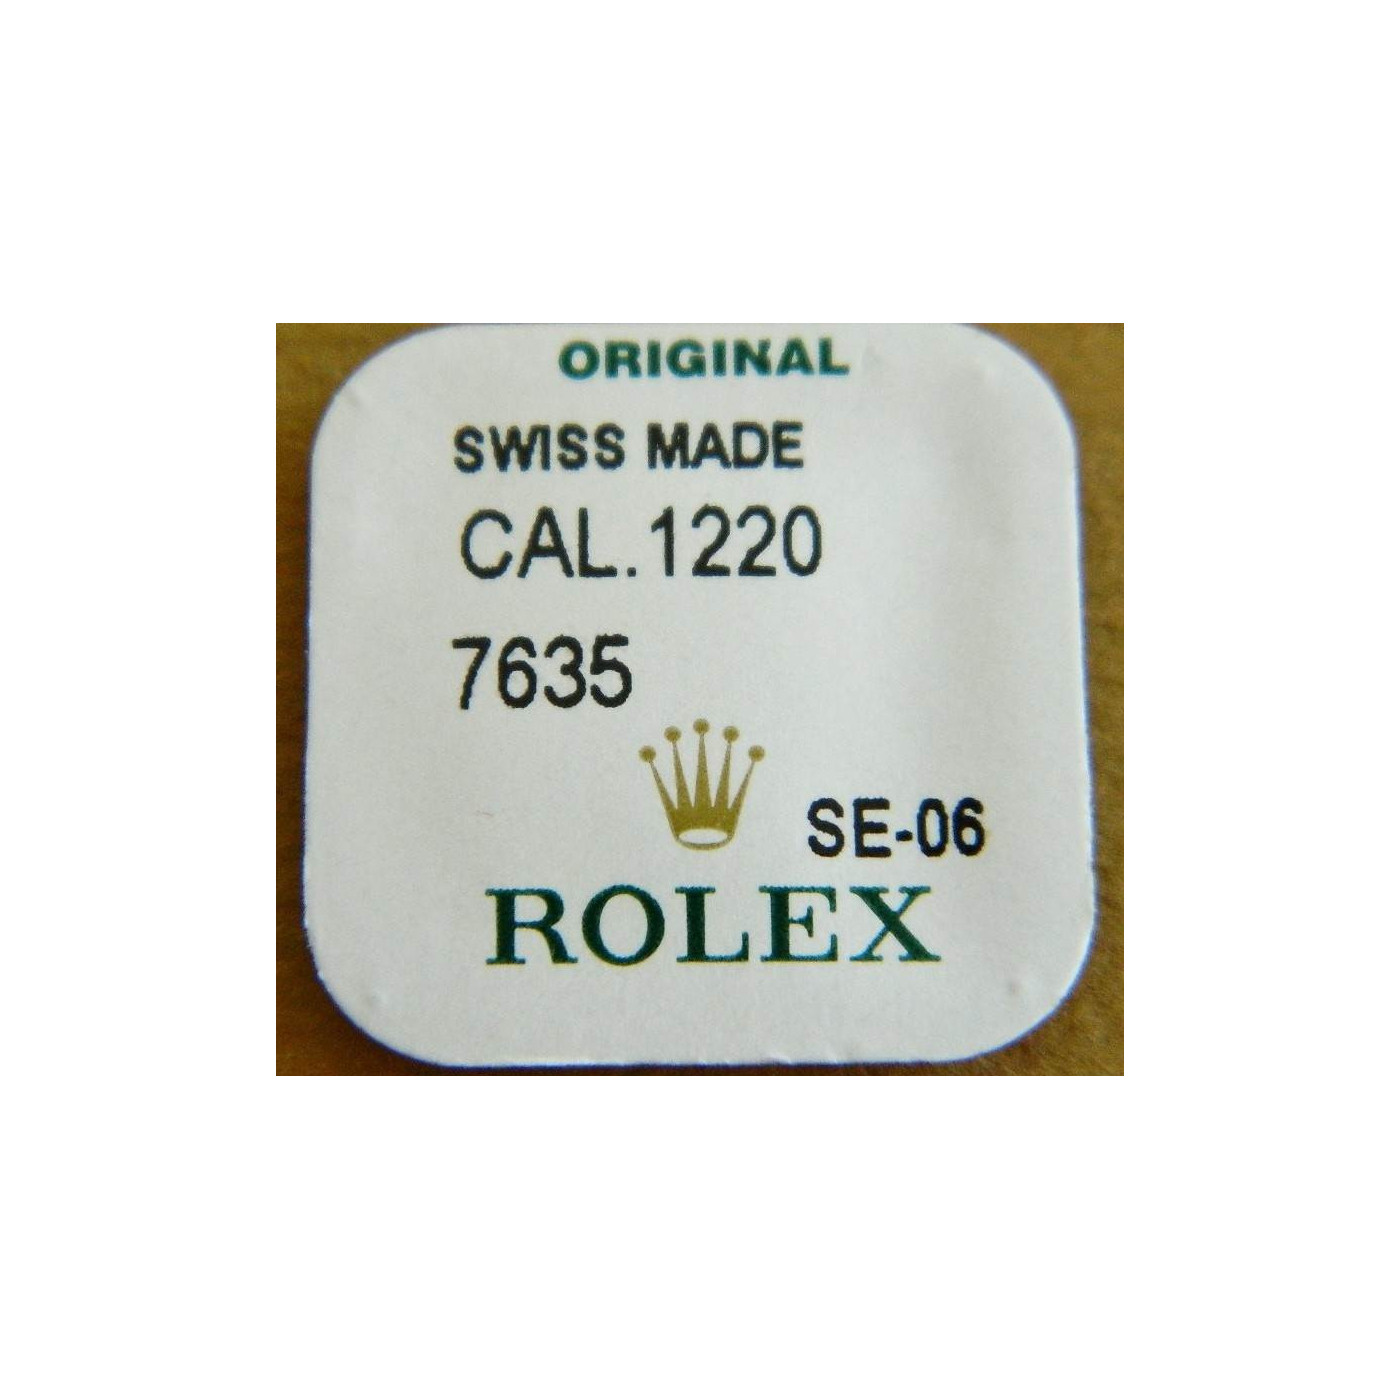 ORIGINAL
SWISS MADE
CAL.1220
7635
SE-06
ROLEX